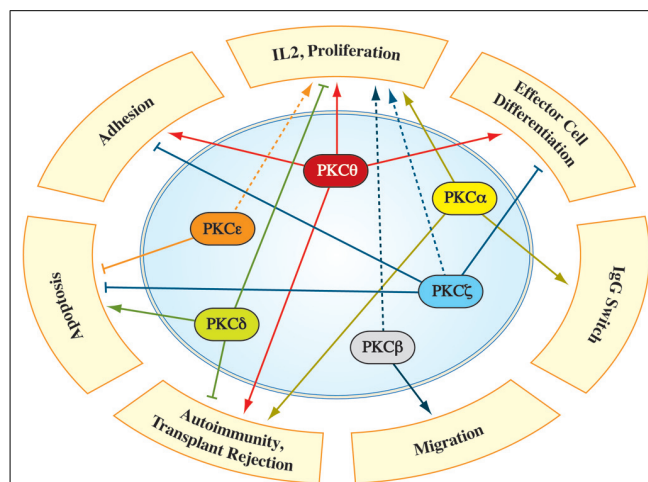 IL2, Proliferation
Adhesion
Effector Cell
Differentiation
PKCθ
PKCα
PKCε
Apoptosis
IgG Switch
PKCζ
PKCδ
PKCβ
Autoimmunity,
Transplant Rejection
Migration